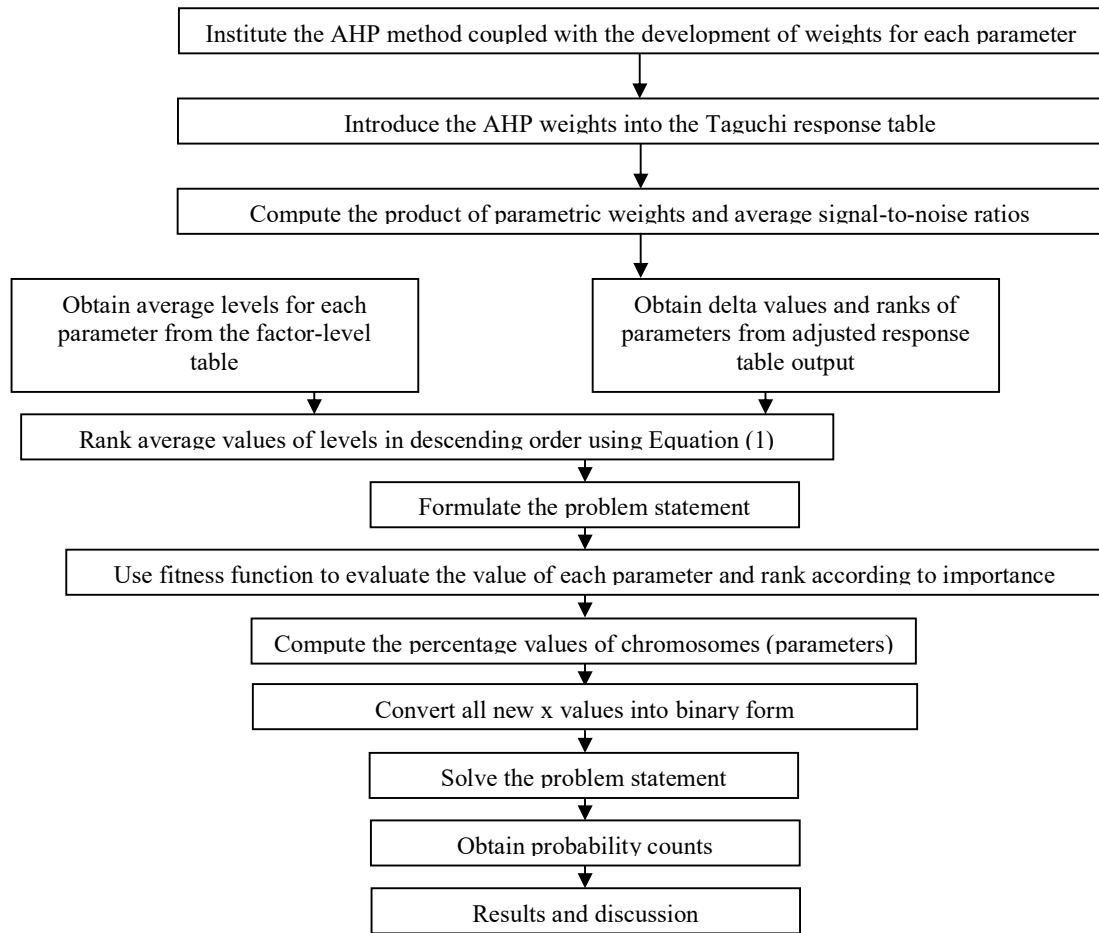 Institute the AHP method coupled with the development of weights for each parameter
Introduce the AHP weights into the Taguchi response table
Compute the product of parametric weights and average signal-to-noise ratios
Obtain average levels for each
parameter from the factor-level
table
Obtain delta values and ranks of
parameters from adjusted response
table output
Rank average values of levels in descending order using Equation (1)
Formulate the problem statement
Use fitness function to evaluate the value of each parameter and rank according to importance
Compute the percentage values of chromosomes (parameters)
Convert all new x values into binary form
Solve the problem statement
Obtain probability counts
Results and discussion